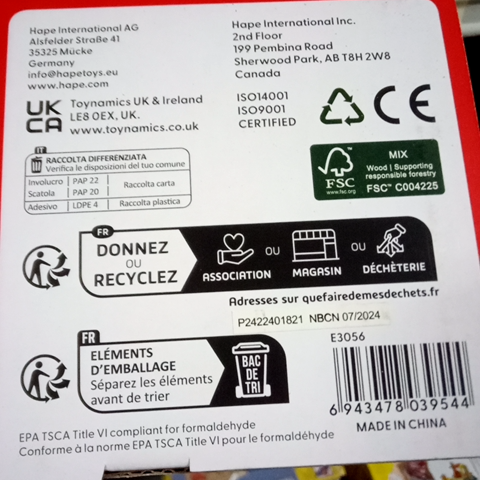 Hape International AG
Alsfelder Straße 41
35325 Mücke
Germany
info@hapetoys.eu
www.hape.com
Hape International Inc.
2nd Floor
199 Pembina Road
Sherwood Park, AB T8H 2W8
Canada
UK
CA
Toynamics UK & Ireland
LE8 0EX, UK.
www.toynamics.co.uk
ISO14001
ISO9001
CERTIFIED
CE
IT
RACCOLTA DIFFERENZIATA
Verifica le disposizioni del tuo comune
Involucro PAP 22 Raccolta carta
Scatola PAP 20
Adesivo LDPE 4 Raccolta plastica
FSC
www.fsc.org
MIX
Wood | Supporting
responsible forestry
FSC™ C004225
FR
DONNEZ
OU
RECYCLEZ
ASSOCIATION OU MAGASIN OU DÉCHÈTERIE
Adresses sur quefairedemesdechets.fr
P2422401821 NBCN 07/2024
FR
ELÉMENTS
D'EMBALLAGE
Séparez les éléments
avant de trier
BAC
DE
TRI
E3056
6 943478 039544
MADE IN CHINA
EPA TSCA Title VI compliant for formaldehyde
Conforme à la norme EPA TSCA Title VI pour le formaldéhyde